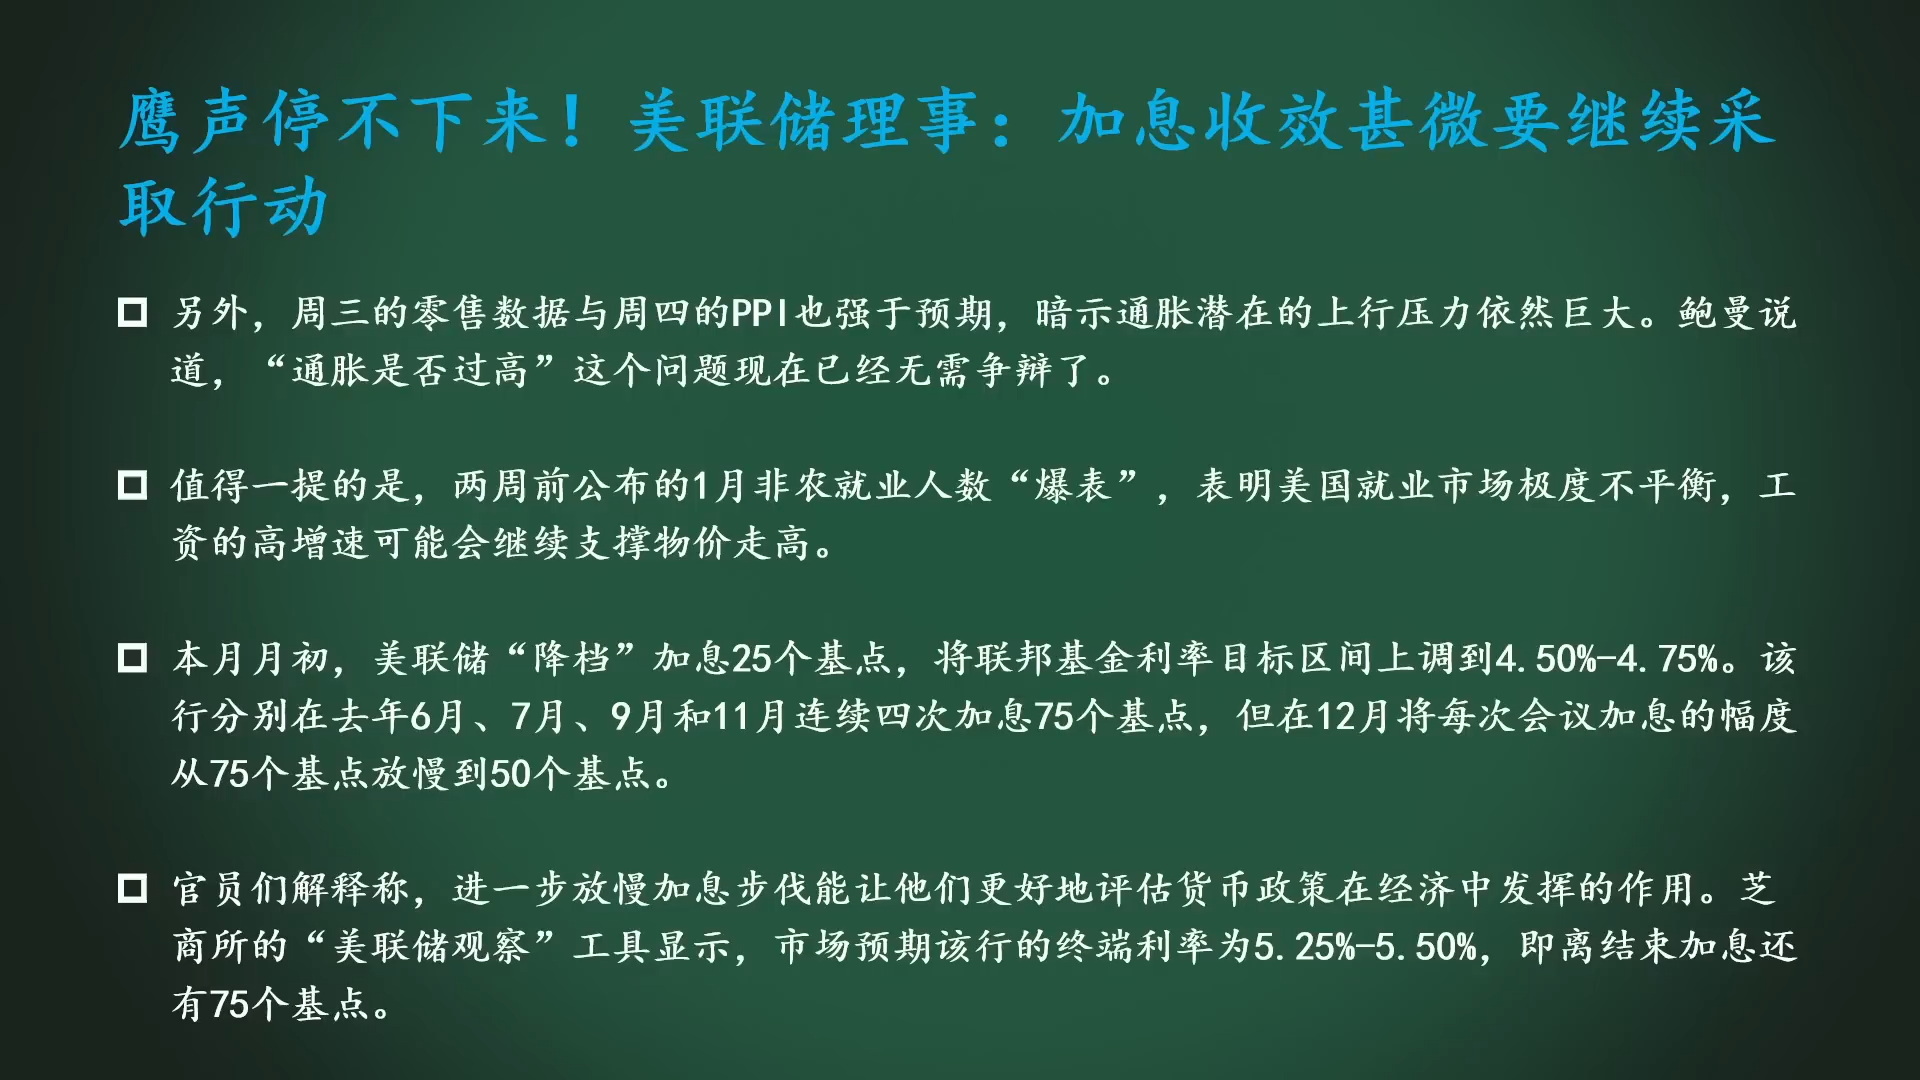 鹰声停不下来！美联储理事：加息收效甚微要继续采
取行动
另外，周三的零售数据与周四的PPI也强于预期，暗示通胀潜在的上行压力依然巨大。鲍曼说
道，“通胀是否过高”这个问题现在已经无需争辩了。
值得一提的是，两周前公布的1月非农就业人数“爆表”，表明美国就业市场极度不平衡，工
资的高增速可能会继续支撑物价走高。
本月月初，美联储“降档”加息25个基点，将联邦基金利率目标区间上调到4.50%-4.75%。该
行分别在去年6月、7月、9月和11月连续四次加息75个基点，但在12月将每次会议加息的幅度
从75个基点放慢到50个基点。
官员们解释称，进一步放慢加息步伐能让他们更好地评估货币政策在经济中发挥的作用。芝
商所的“美联储观察”工具显示，市场预期该行的终端利率为5.25%-5.50%，即离结束加息还
有75个基点。